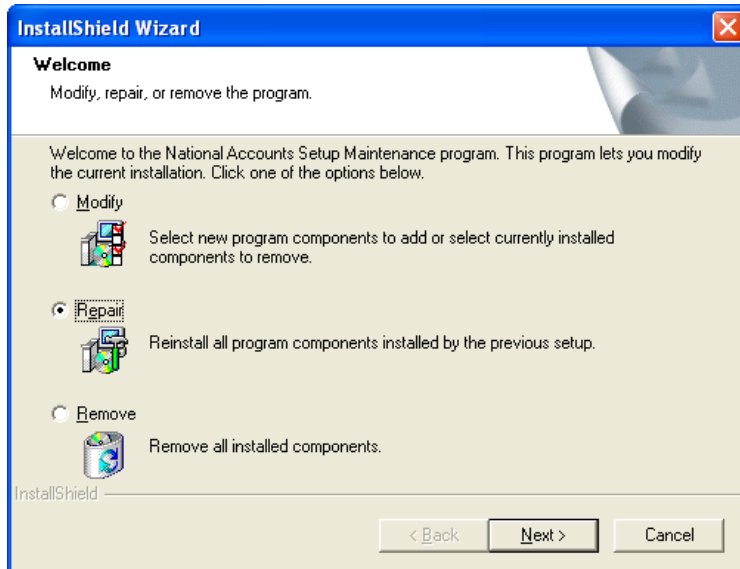 InstallShield Wizard
Welcome
Modify, repair, or remove the program.
Welcome to the National Accounts Setup Maintenance program. This program lets you modify
the current installation. Click one of the options below.
Modify
Select new program components to add or select currently installed
components to remove.
Repair
Reinstall all program components installed by the previous setup.
Remove
Remove all installed components.
InstallShield
< Back Next > Cancel